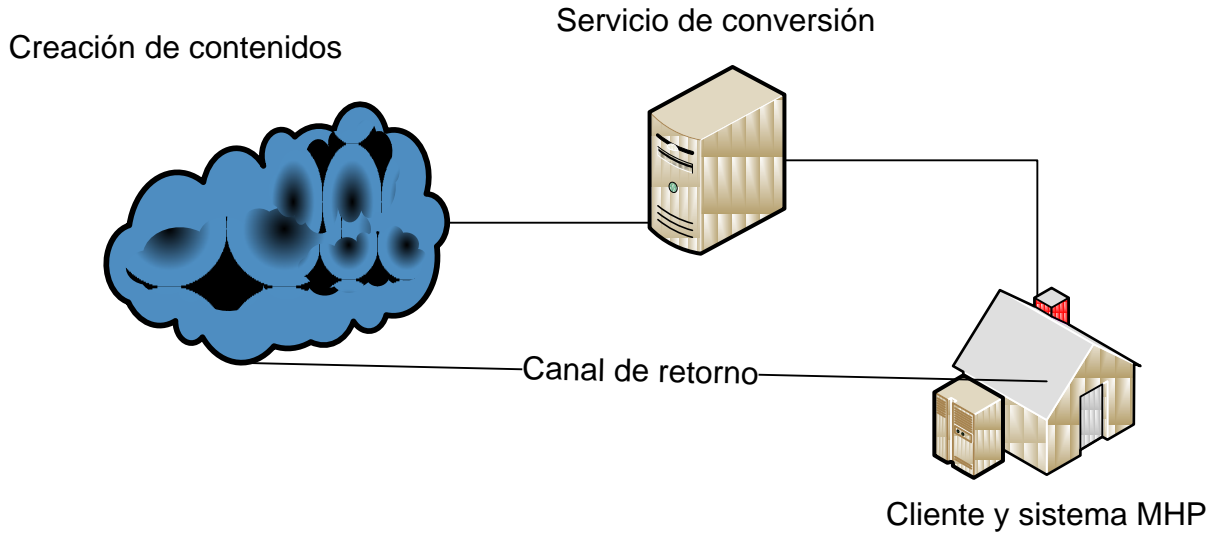 Servicio de conversión
Creación de contenidos
Canal de retorno
Cliente y sistema MHP